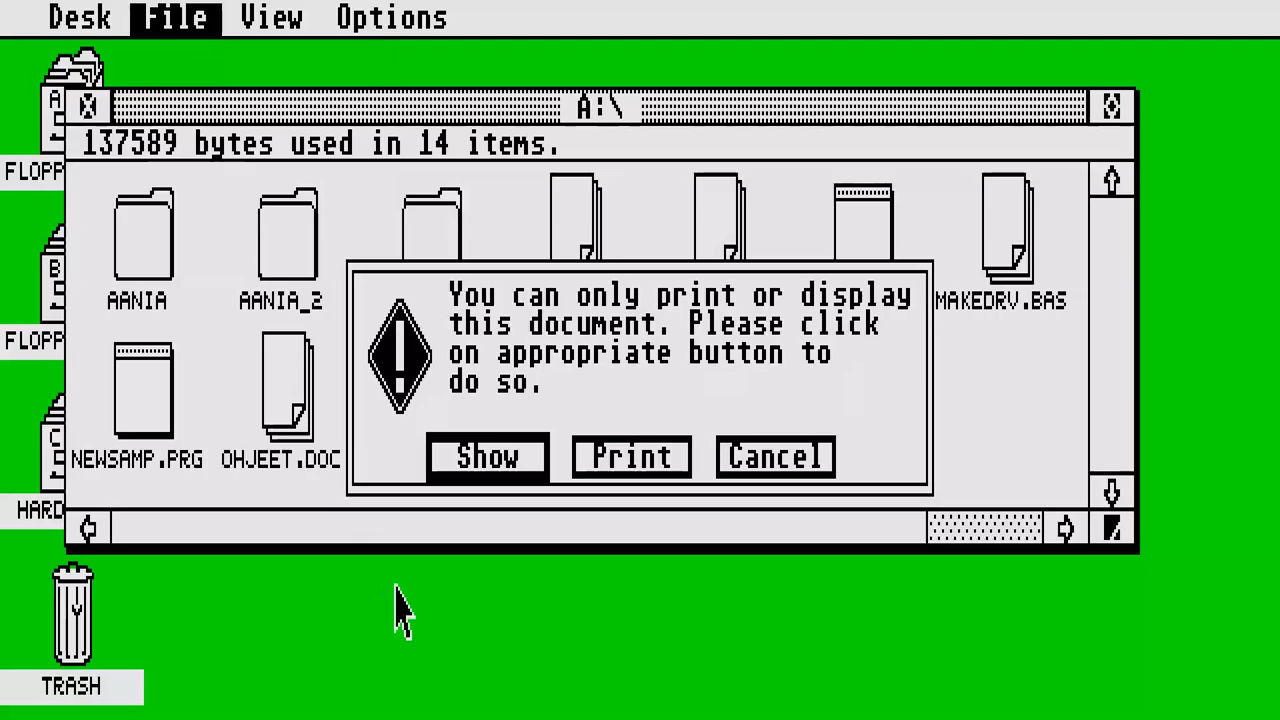 Desk File View Options
A:\
137589 bytes used in 14 items.
A
FLOPP
AANIA AANIA_2 MAKEDRV.BAS
You can only print or display
this document. Please click
on appropriate button to
do so.
B
FLOPP
C
Show Print Cancel
NEWSAMP.PRG OHJEET.DOC
HARD
TRASH